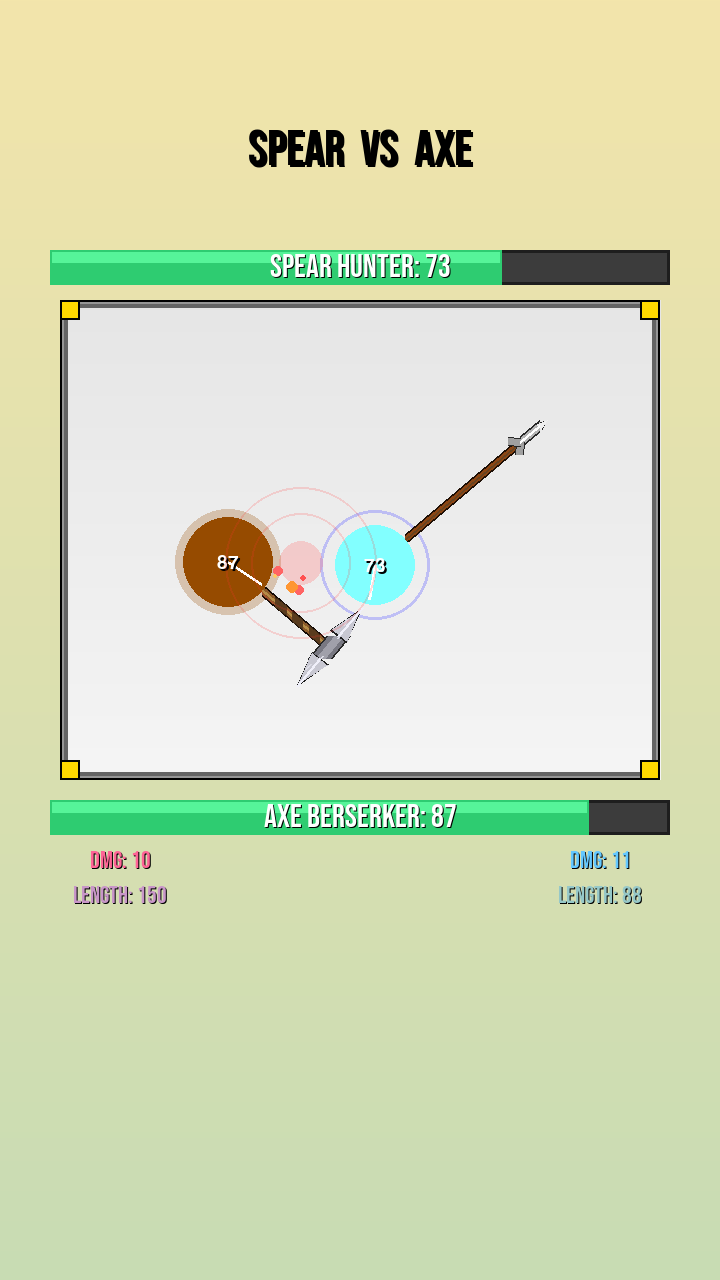 SPEAR VS AXE
SPEAR HUNTER: 73
87
73
AXE BERSERKER: 87
DMG: 10
DMG: 11
LENGTH: 150
LENGTH: 88